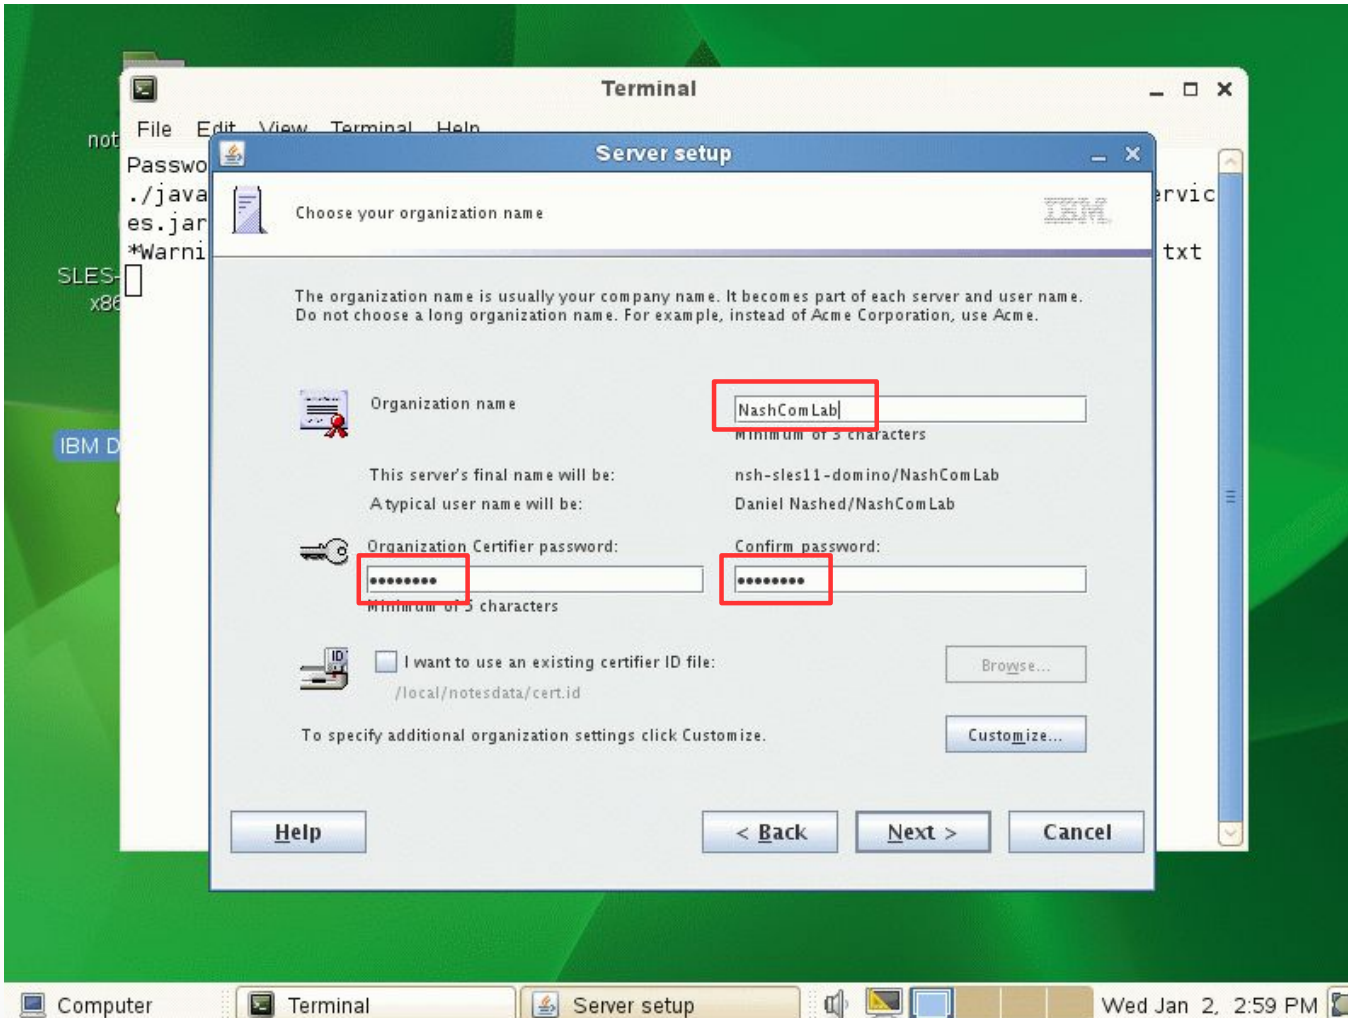 Terminal
File Edit View Terminal Help
not
Passwo
./java
ervic
es.jar
*Warni
txt
SLES-
x86
IBM D
Server setup
Choose your organization name
IBM
The organization name is usually your company name. It becomes part of each server and user name.
Do not choose a long organization name. For example, instead of Acme Corporation, use Acme.
Organization name
NashComLab
Minimum of 3 characters
This server's final name will be:
nsh-sles11-domino/NashComLab
A typical user name will be:
Daniel Nashed/NashComLab
Organization Certifier password:
Confirm password:
••••••••
••••••••
Minimum of 5 characters
ID
I want to use an existing certifier ID file:
Browse...
/local/notesdata/cert.id
To specify additional organization settings click Customize.
Customize...
Help
< Back
Next >
Cancel
Computer
Terminal
Server setup
Wed Jan 2, 2:59 PM